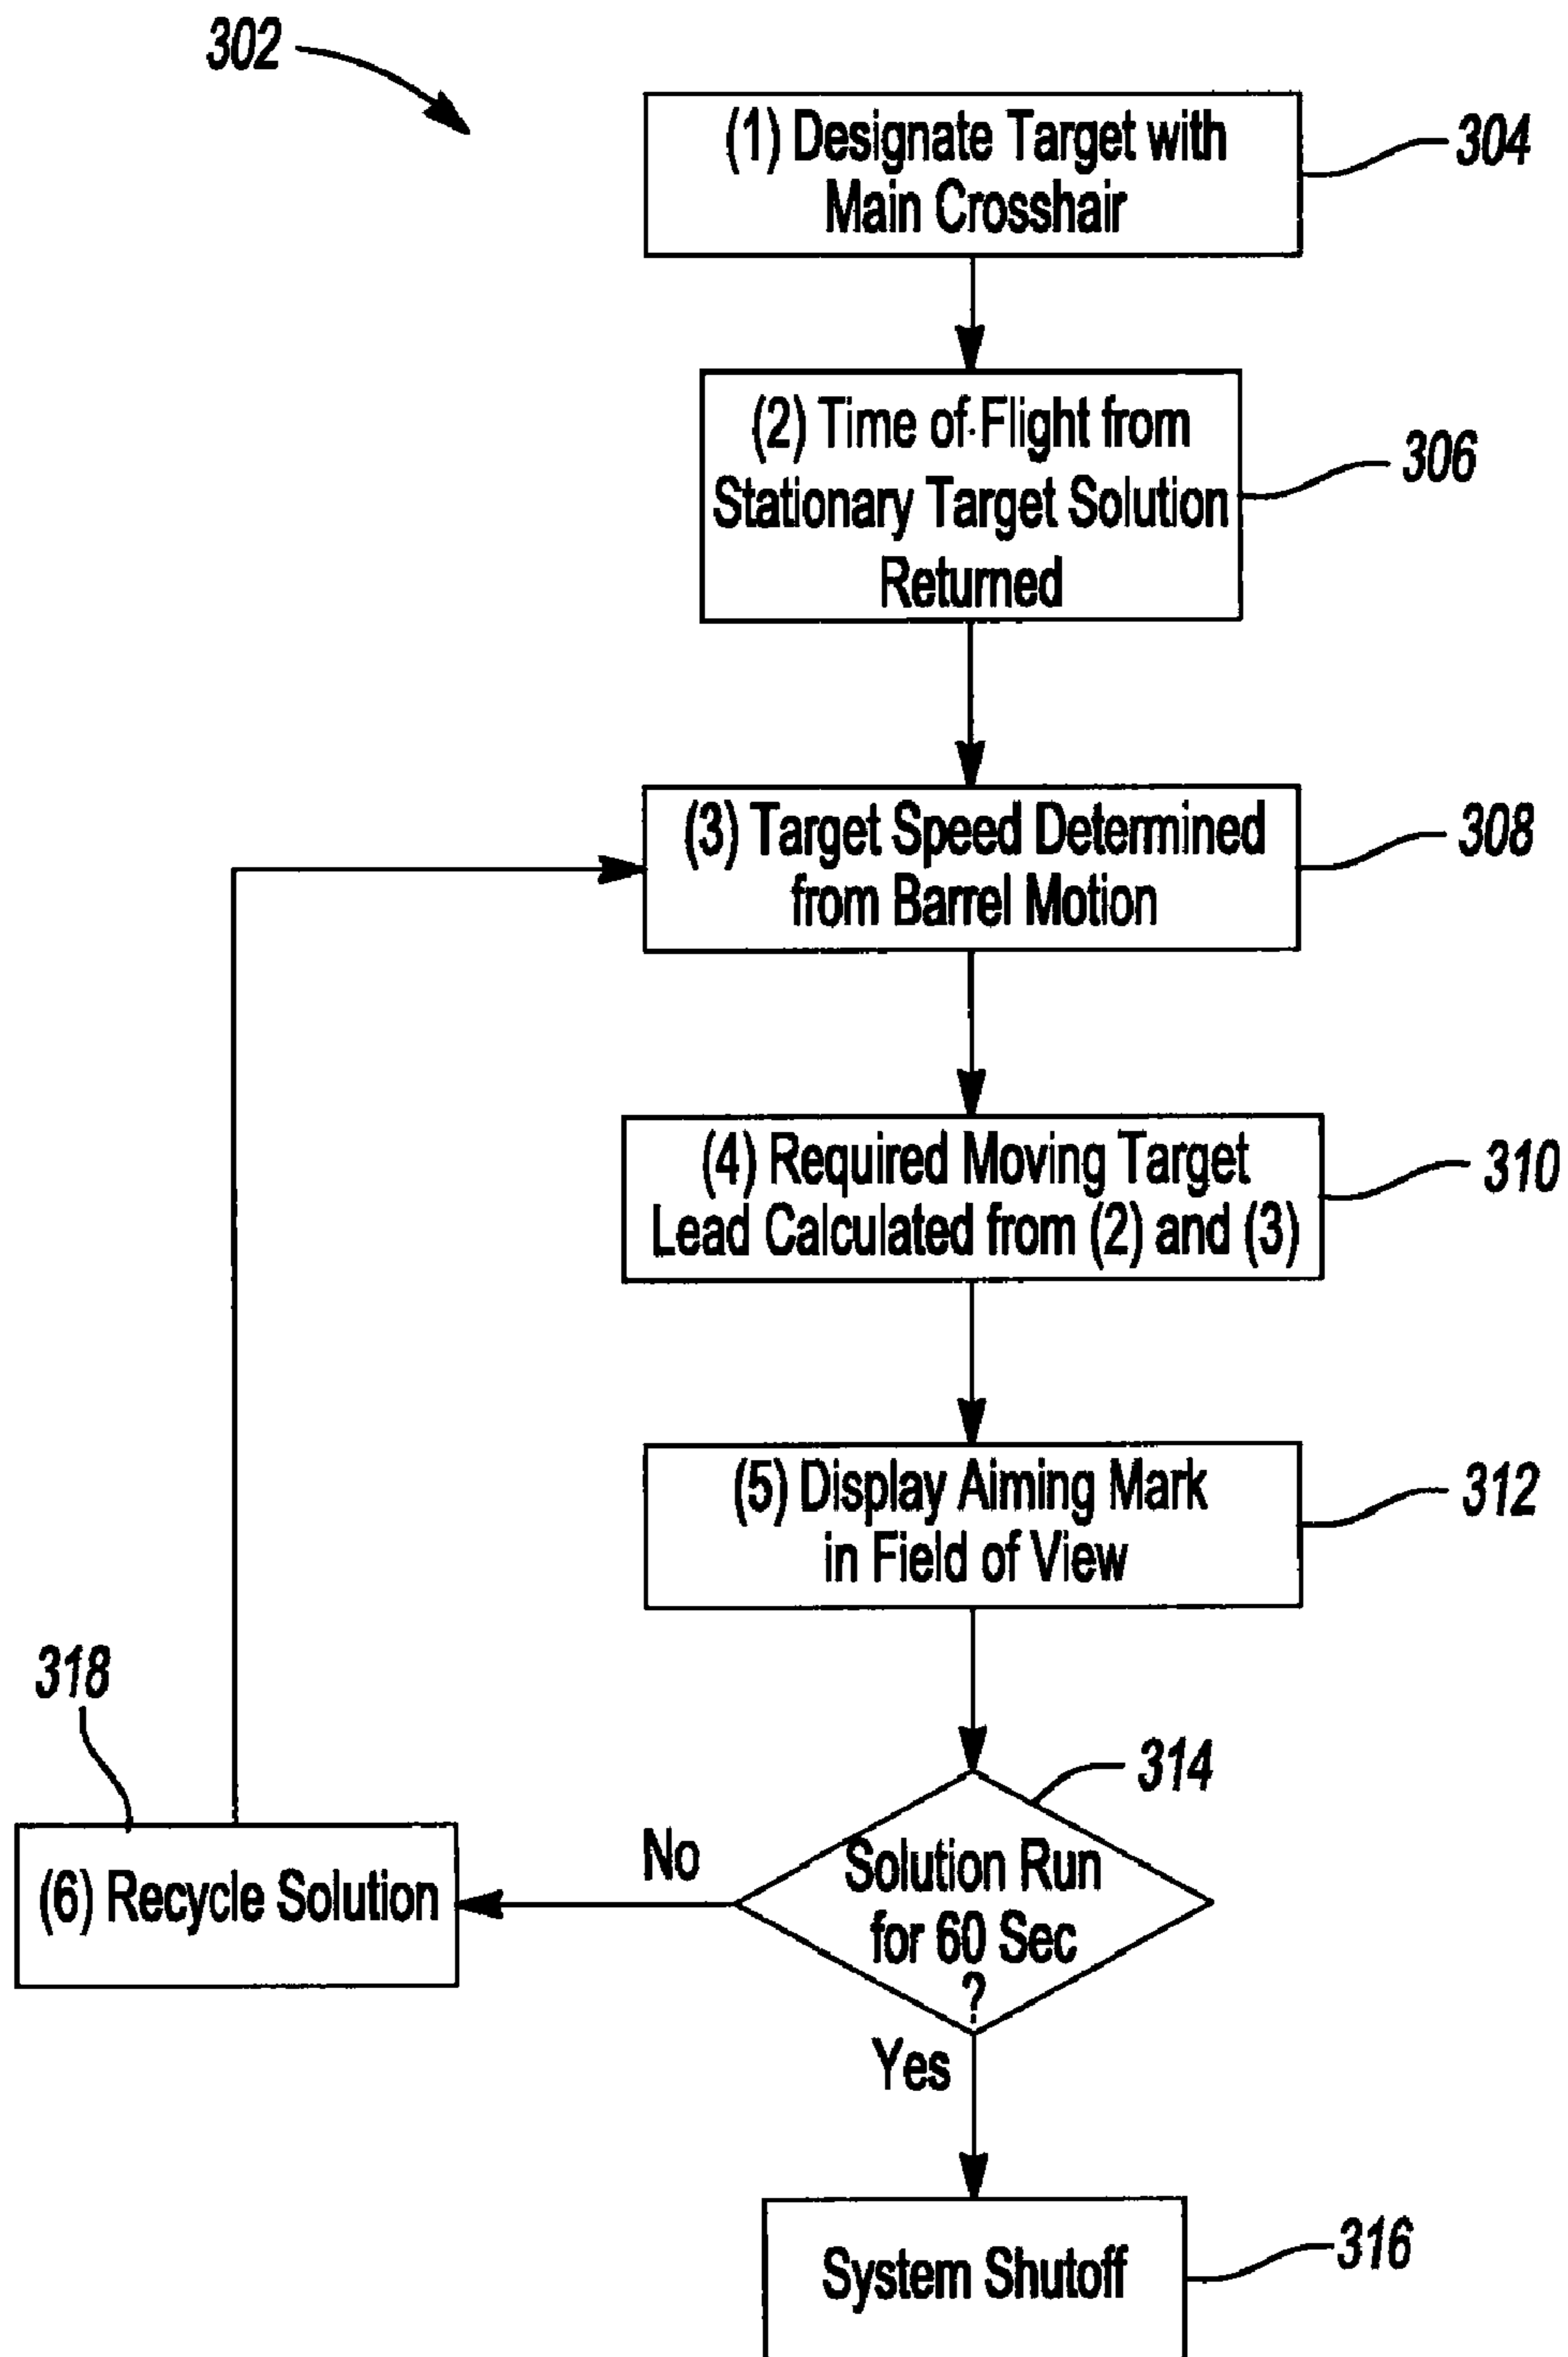 302
(1) Designate Target with
Main Crosshair
304
(2) Time of Flight from
Stationary Target Solution
Returned
306
(3) Target Speed Determined
from Barrel Motion
308
(4) Required Moving Target
Lead Calculated from (2) and (3)
310
(5) Display Aiming Mark
in Field of View
312
314
Solution Run
for 60 Sec
?
No
318
(6) Recycle Solution
Yes
System Shutoff
316